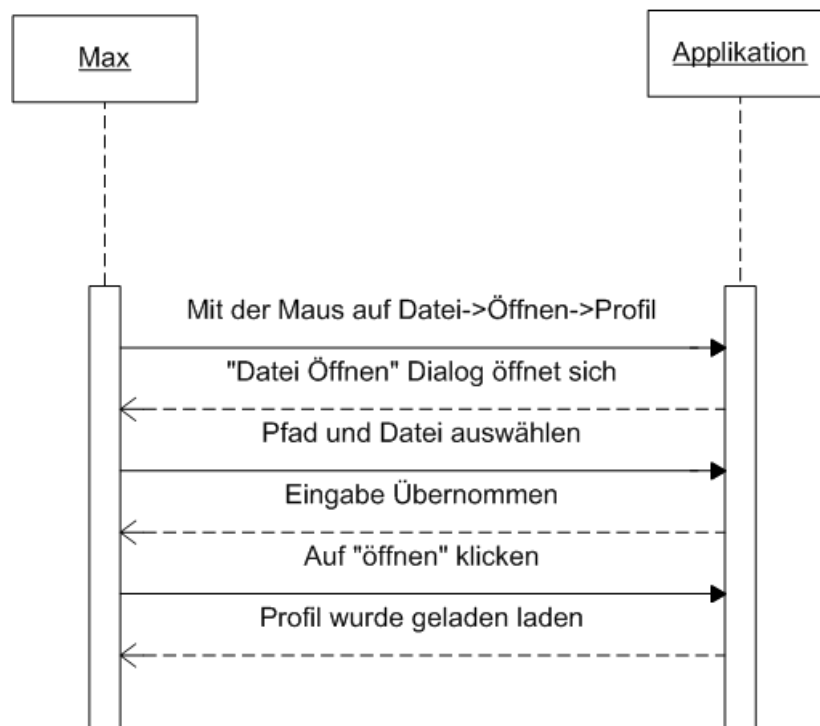 Max
Applikation
Mit der Maus auf Datei->Öffnen->Profil
"Datei Öffnen" Dialog öffnet sich
Pfad und Datei auswählen
Eingabe Übernommen
Auf "öffnen" klicken
Profil wurde geladen laden